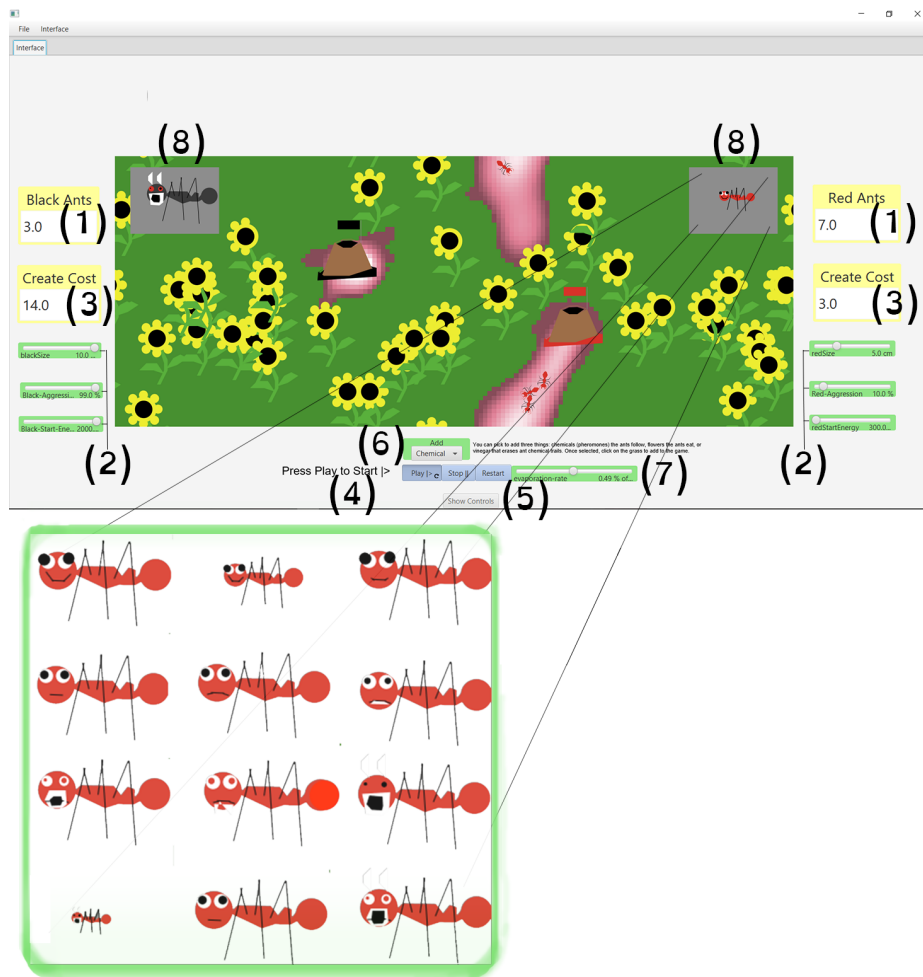 File Interface
Interface
(8) (8)
Black Ants
3.0 (1)
Red Ants
7.0 (1)
Create Cost
14.0 (3)
Create Cost
3.0 (3)
blackSize 10.0 ...
Black-Aggressi... 99.0 %
Black-Start-Ene... 2000...
(2)
redSize 5.0 cm
Red-Aggression 10.0 %
redStartEnergy 300.0...
(2)
(6)
Add
Chemical
You can pick to add three things: chemicals (pheromones) the ants follow, flowers the ants eat, or
vinegar that erases ant chemical trails. Once selected, click on the grass to add to the game.
Press Play to Start |>
Play |> Stop || Restart
evaporation-rate 0.49 % of...
(7)
(4)
(5)
Show Controls